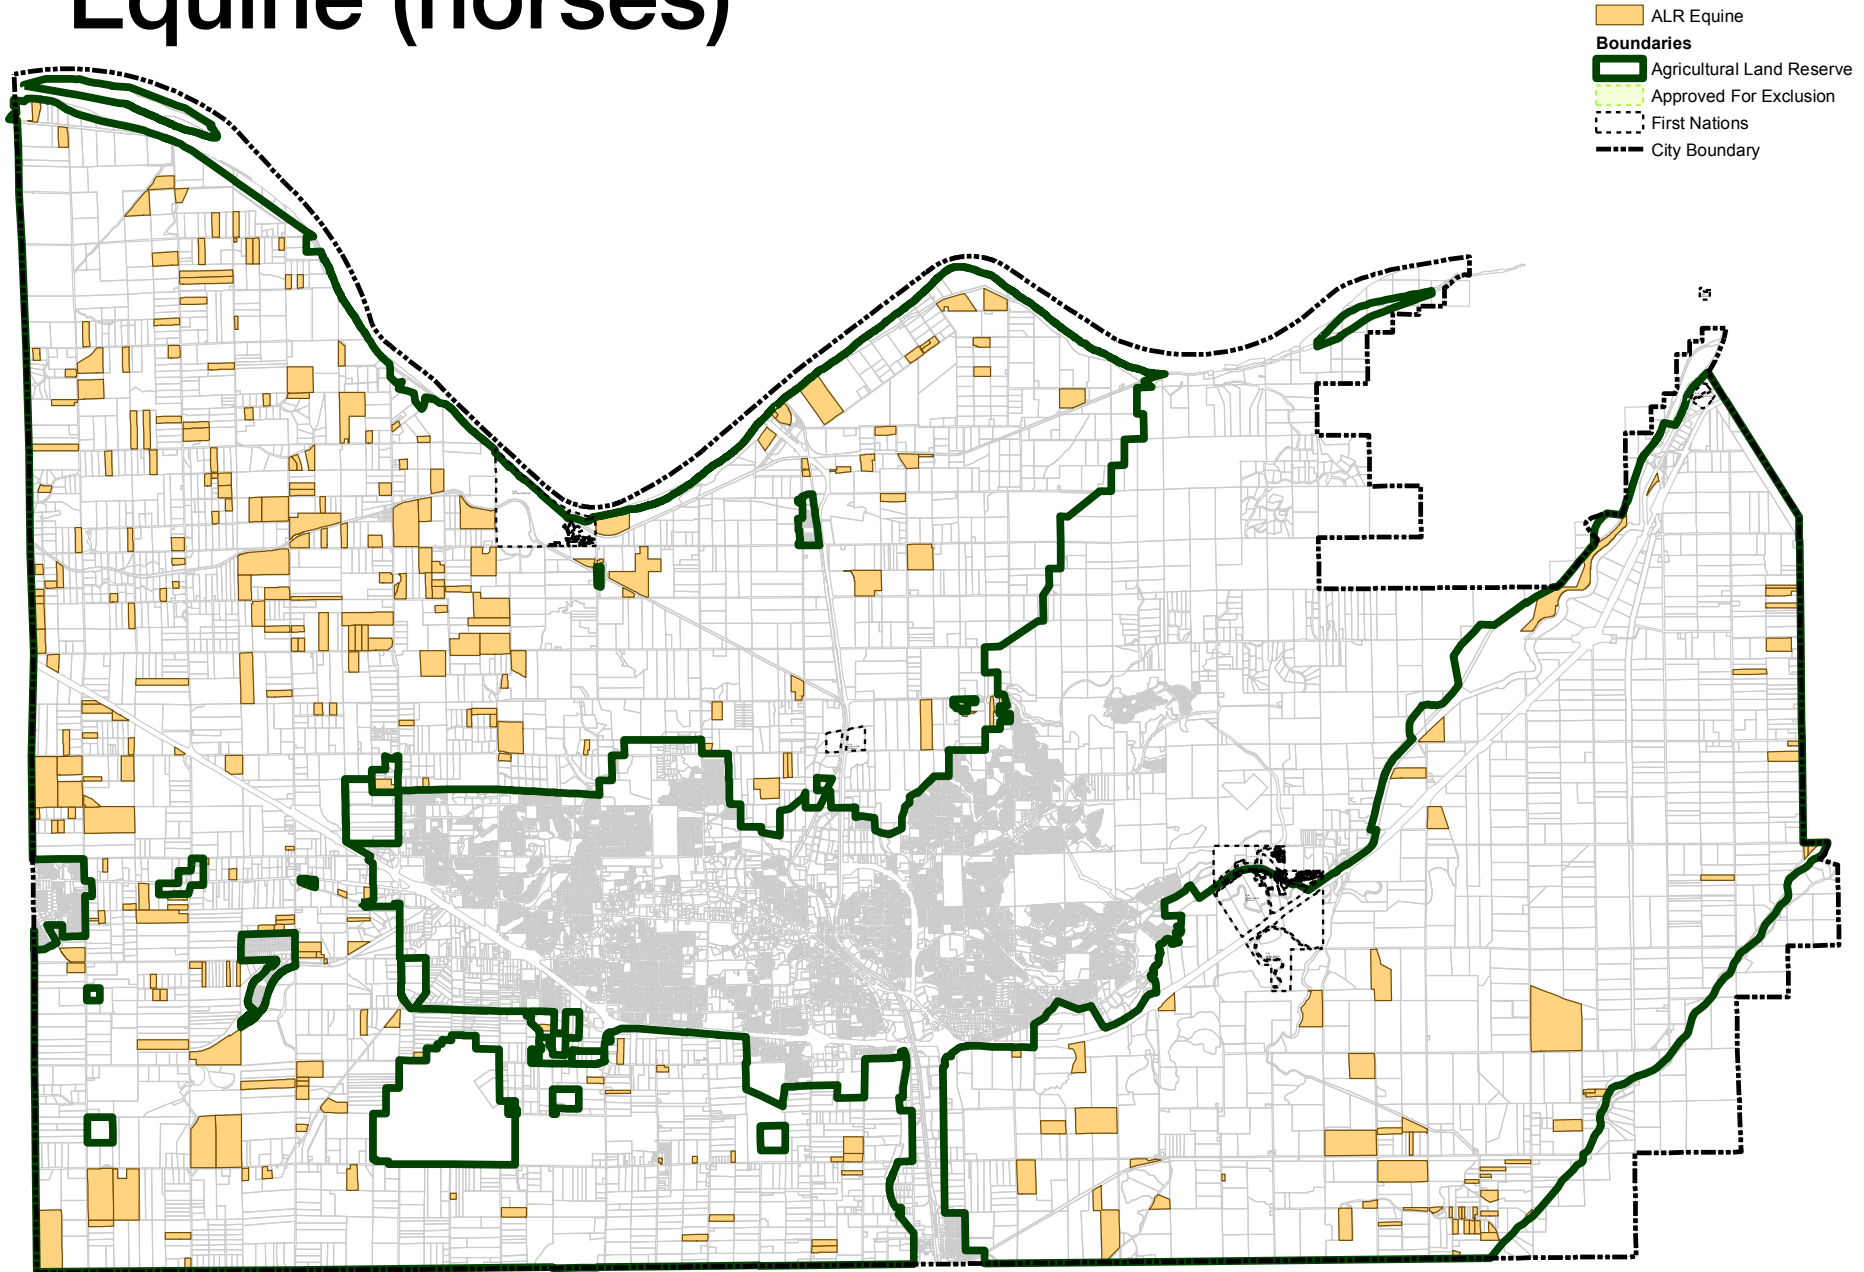 Equine (horses)
ALR Equine
Boundaries
Agricultural Land Reserve
Approved For Exclusion
First Nations
City Boundary